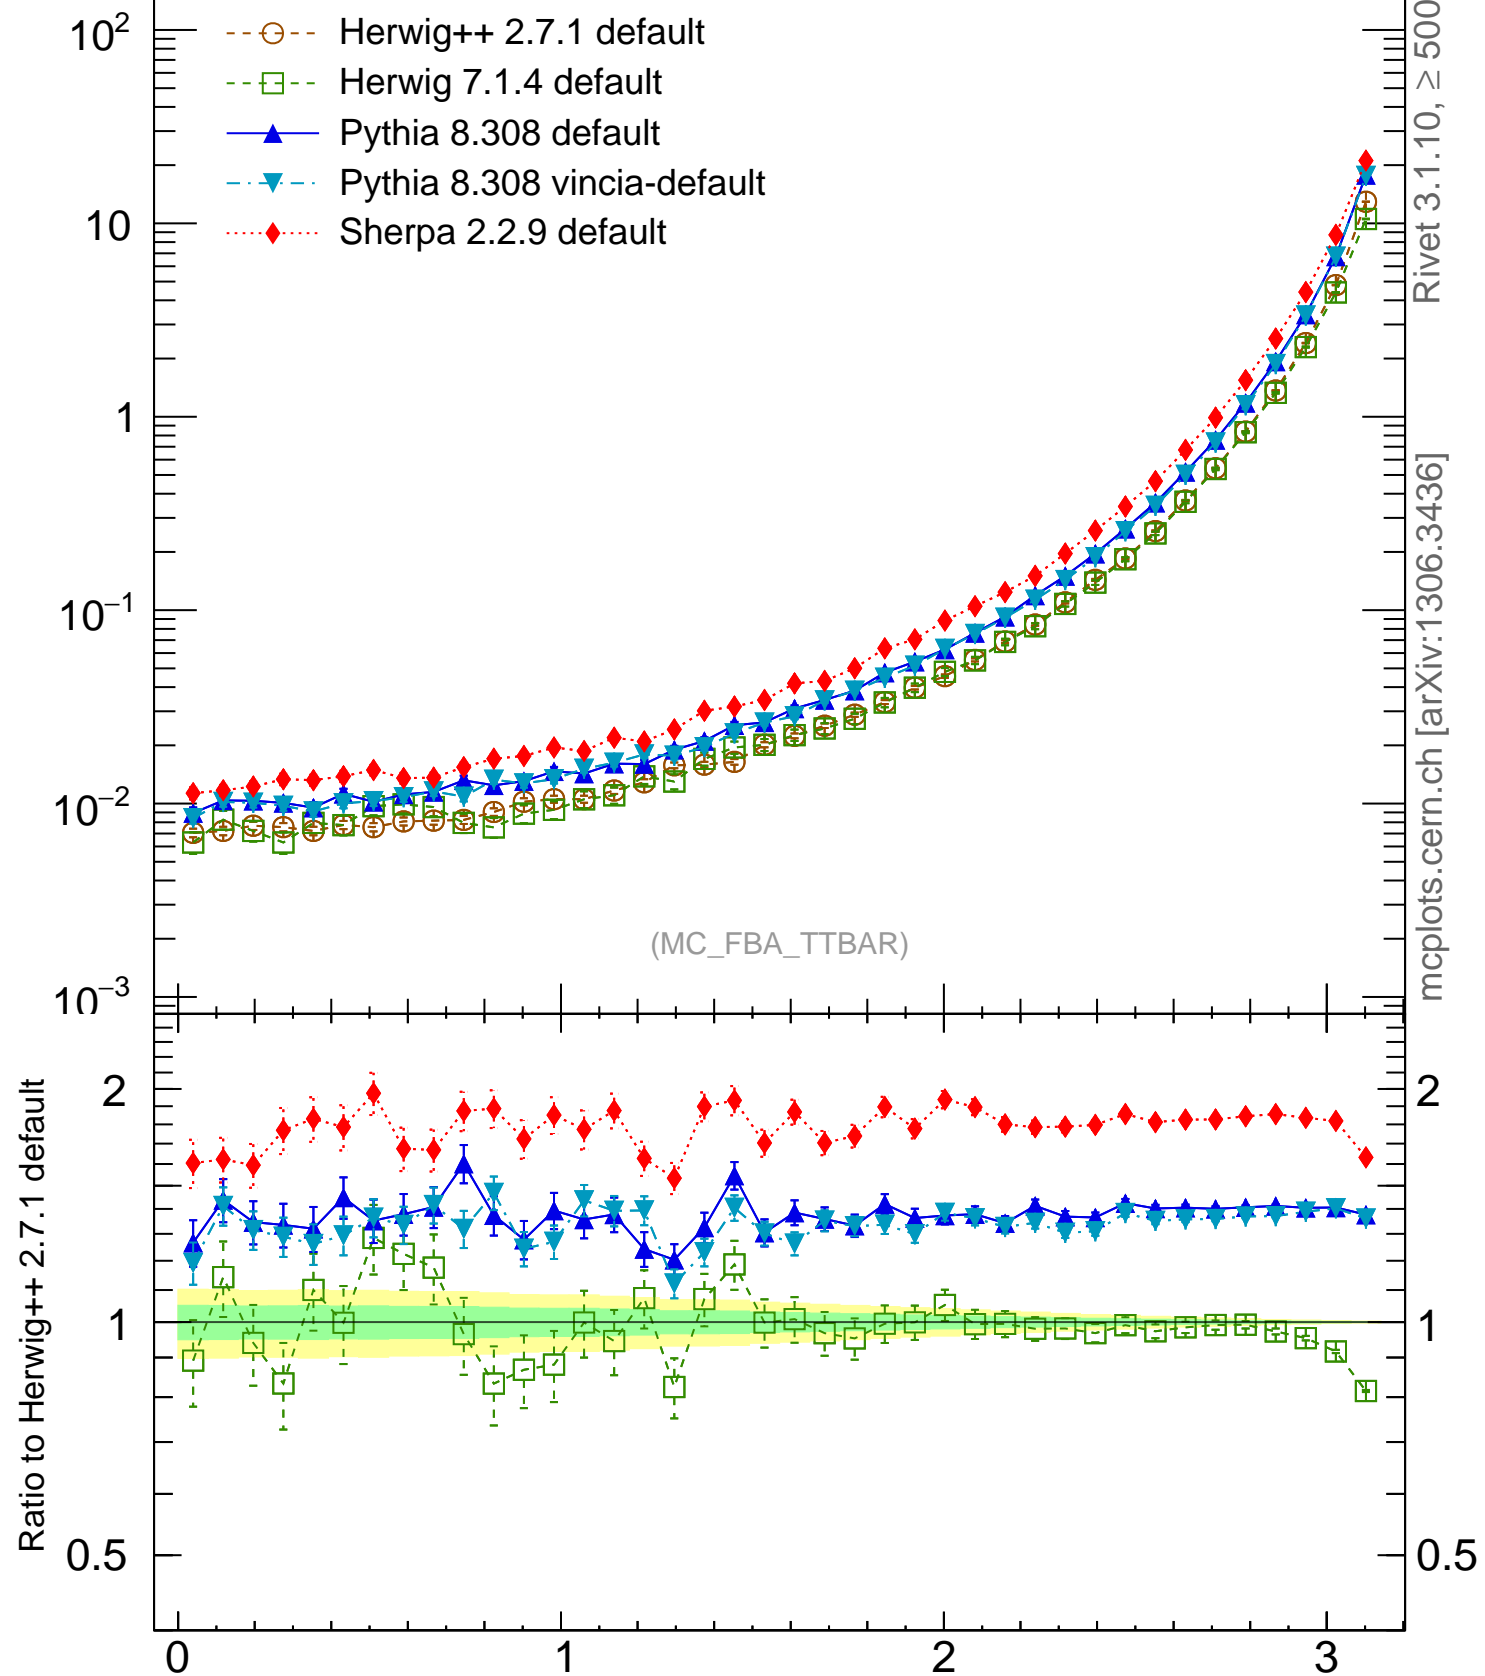 10²
Herwig++ 2.7.1 default
Herwig 7.1.4 default
Pythia 8.308 default
Pythia 8.308 vincia-default
Sherpa 2.2.9 default
10
1
10⁻¹
10⁻²
10⁻³
(MC_FBA_TTBAR)
Rivet 3.1.10, ≥ 500
mcplots.cern.ch [arXiv:1306.3436]
Ratio to Herwig++ 2.7.1 default
2
1
0.5
2
1
0.5
0
1
2
3